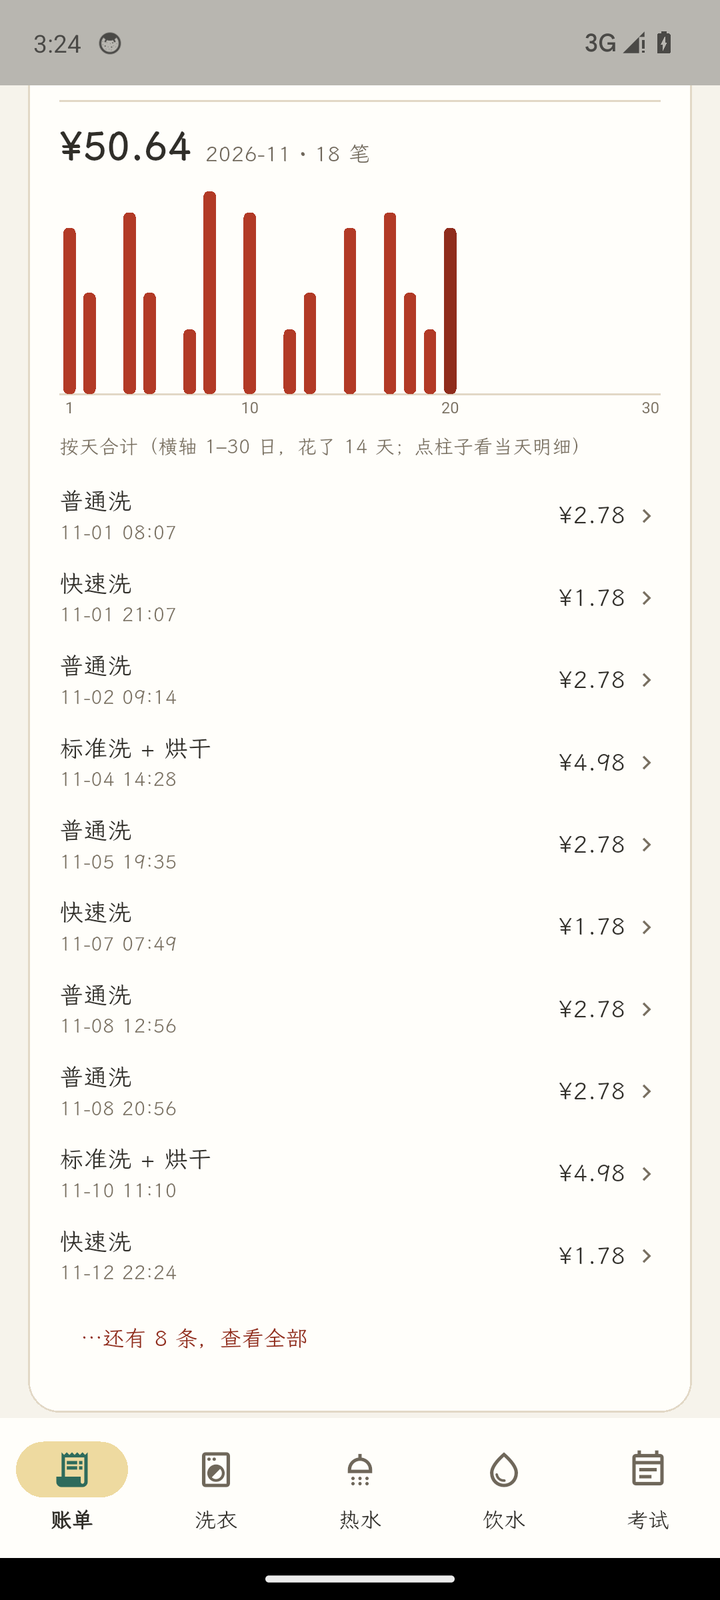 3:24
3G
¥50.64 2026-11 · 18 笔
1 10 20 30
按天合计（横轴 1–30 日，花了 14 天；点柱子看当天明细）
普通洗
11-01 08:07
¥2.78
快速洗
11-01 21:07
¥1.78
普通洗
11-02 09:14
¥2.78
标准洗 + 烘干
11-04 14:28
¥4.98
普通洗
11-05 19:35
¥2.78
快速洗
11-07 07:49
¥1.78
普通洗
11-08 12:56
¥2.78
普通洗
11-08 20:56
¥2.78
标准洗 + 烘干
11-10 11:10
¥4.98
快速洗
11-12 22:24
¥1.78
…还有 8 条，查看全部
账单 洗衣 热水 饮水 考试